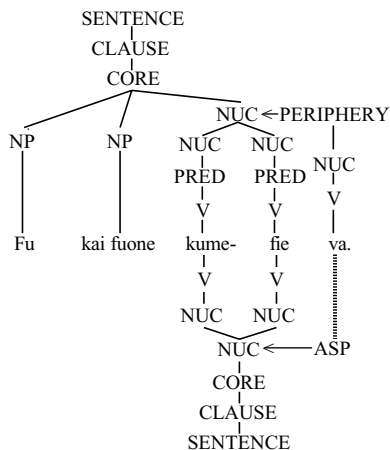 SENTENCE
CLAUSE
CORE
NUC PERIPHERY
NP NP NUC NUC NUC
PRED PRED
V V V
Fu kai fuone kume- fie va.
V V
NUC NUC
NUC ASP
CORE
CLAUSE
SENTENCE